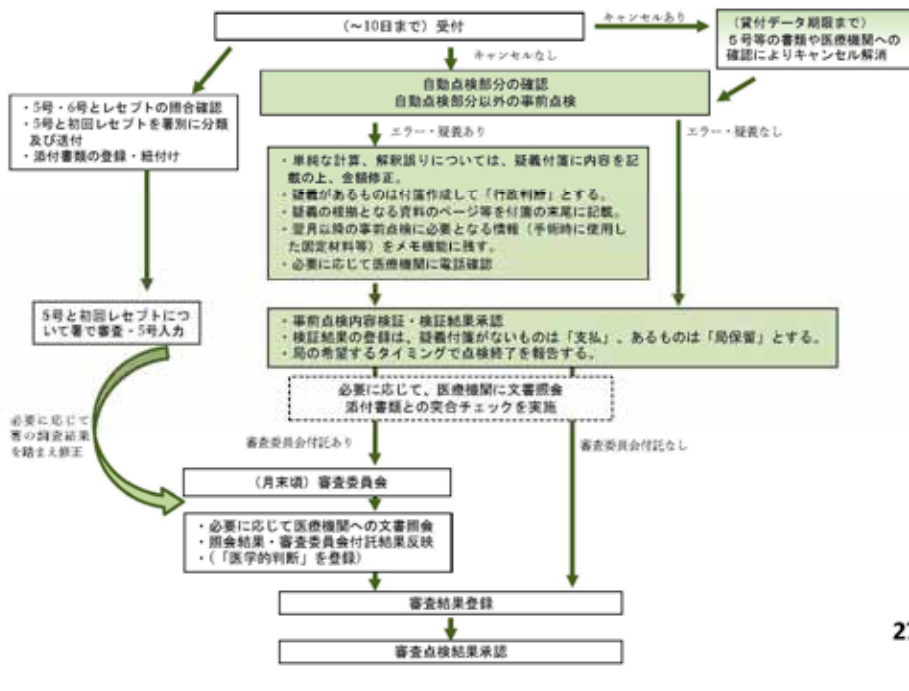 (～10日まで)受付
キャンセルあり
(貸付データ期限まで)
５号等の書類や医療機関への
確認によりキャンセル解消
キャンセルなし
自動点検部分の確認
自動点検部分以外の事前点検
・5号・6号とレセプトの照合確認
・5号と初回レセプトを署別に分類
及び送付
・添付書類の登録・紐付け
エラー・疑義あり
エラー・疑義なし
・単純な計算、解釈誤りについては、疑義付箋に内容を記
載の上、金額修正。
・疑義があるものは付箋作成して「行政判断」とする。
・疑義の根拠となる資料のページ等を付箋の末尾に記載。
・翌月以降の事前点検に必要となる情報（手術時に使用し
た固定材料等）をメモ機能に残す。
・必要に応じて医療機関に電話確認
5号と初回レセプトにつ
いて署で審査・5号入力
・事前点検内容検証・検証結果承認
・検証結果の登録は、疑義付箋がないものは「支払」、あるものは「局保留」とする。
・局の希望するタイミングで点検終了を報告する。
必要に応じて、医療機関に文書照会
添付書類との突合チェックを実施
必要に応じて
署の調査結果
を踏まえ修正
審査委員会付託あり
審査委員会付託なし
(月末頃)審査委員会
・必要に応じて医療機関への文書照会
・照会結果・審査委員会付託結果反映
・(「医学的判断」を登録)
審査結果登録
審査点検結果承認
27